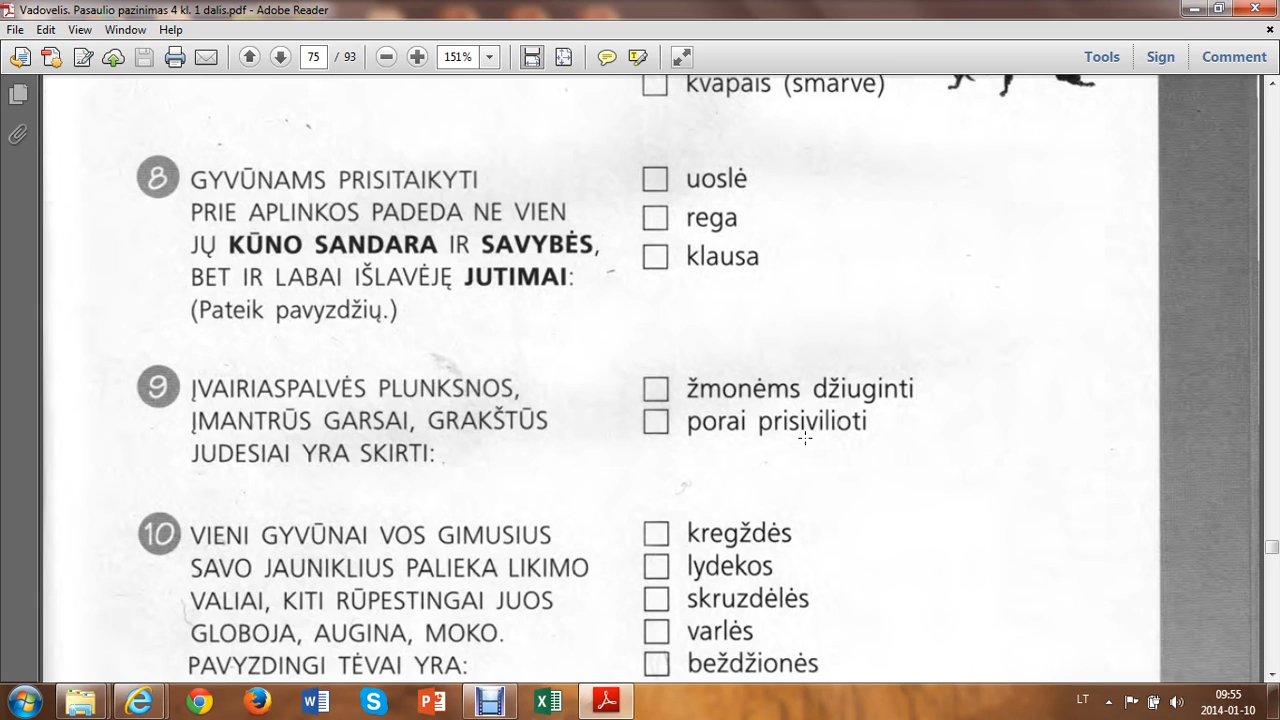 Vadovelis. Pasaulio pazinimas 4 kl. 1 dalis.pdf - Adobe Reader
File Edit View Window Help
75 / 93 151% Tools Sign Comment
kvapais (smarve)
8 GYVŪNAMS PRISITAIKYTI
PRIE APLINKOS PADEDA NE VIEN
JŲ KŪNO SANDARA IR SAVYBĖS,
BET IR LABAI IŠLAVĖJĘ JUTIMAI:
(Pateik pavyzdžių.)
uoslė
rega
klausa
9 ĮVAIRIASPALVĖS PLUNKSNOS,
ĮMANTRŪS GARSAI, GRAKŠTŪS
JUDESIAI YRA SKIRTI:
žmonėms džiuginti
porai prisivilioti
10 VIENI GYVŪNAI VOS GIMUSIUS
SAVO JAUNIKLIUS PALIEKA LIKIMO
VALIAI, KITI RŪPESTINGAI JUOS
GLOBOJA, AUGINA, MOKO.
PAVYZDINGI TĖVAI YRA:
kregždės
lydekos
skruzdėlės
varlės
beždžionės
LT 09:55
2014-01-10